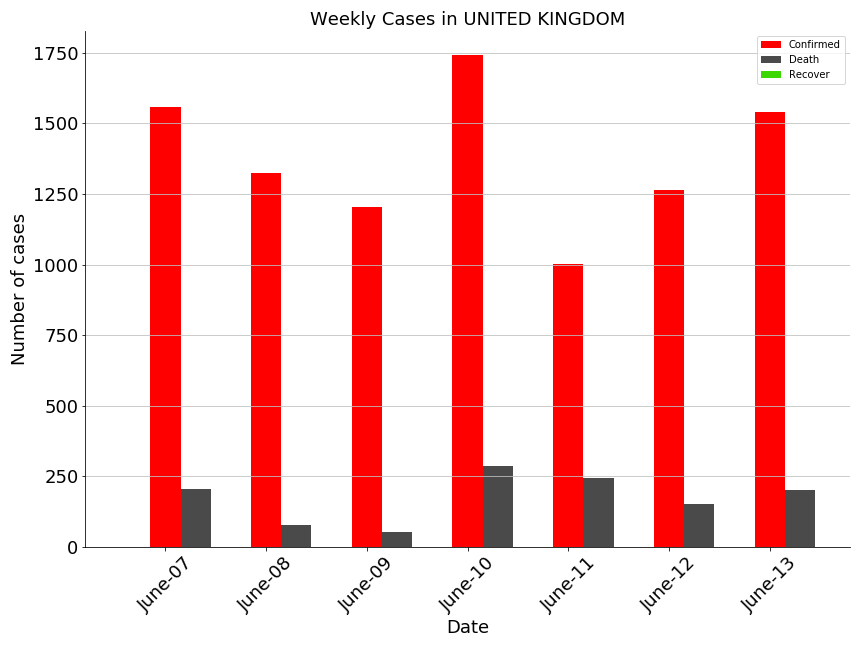 Weekly Cases in UNITED KINGDOM
Confirmed
Death
Recover
Number of cases
1750
1500
1250
1000
750
500
250
0
June-07
June-08
June-09
June-10
June-11
June-12
June-13
Date